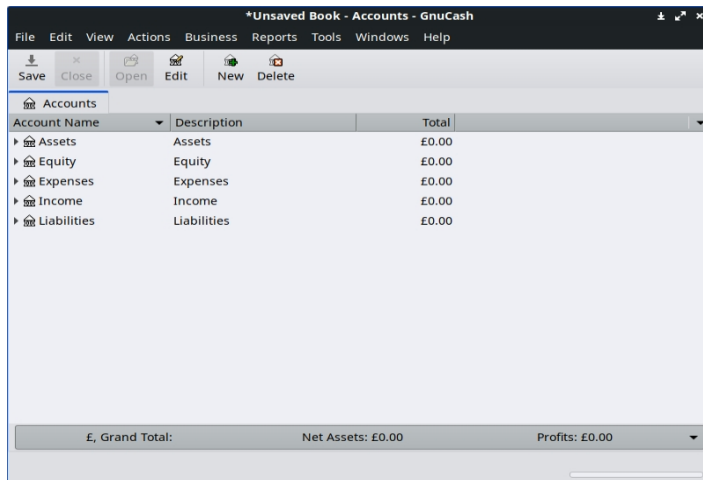 *Unsaved Book - Accounts - GnuCash
File Edit View Actions Business Reports Tools Windows Help
Save Close Open Edit New Delete
Accounts
Account Name Description Total
Assets Assets £0.00
Equity Equity £0.00
Expenses Expenses £0.00
Income Income £0.00
Liabilities Liabilities £0.00
£, Grand Total: Net Assets: £0.00 Profits: £0.00